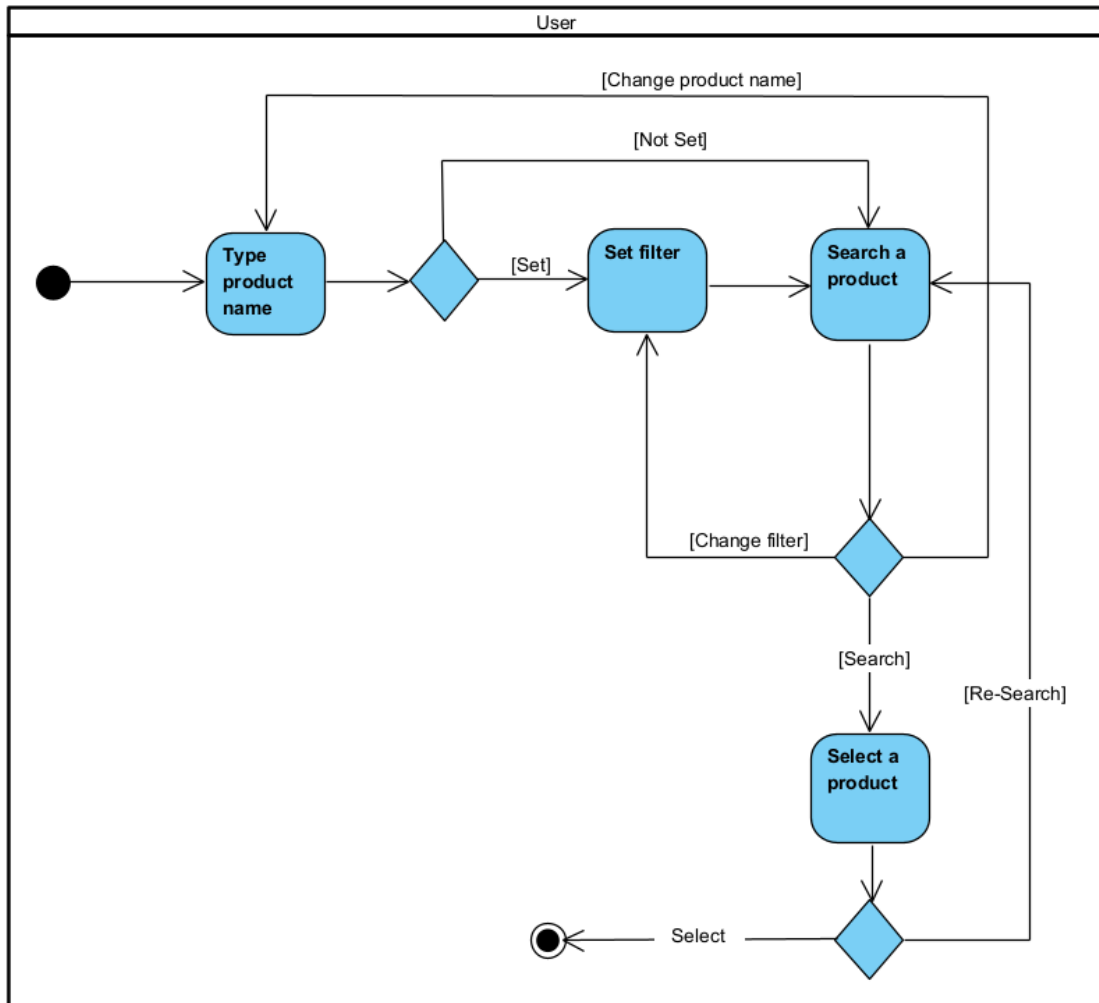 User
[Change product name]
[Not Set]
Type
product
name
[Set]
Set filter
Search a
product
[Change filter]
[Search]
[Re-Search]
Select a
product
Select